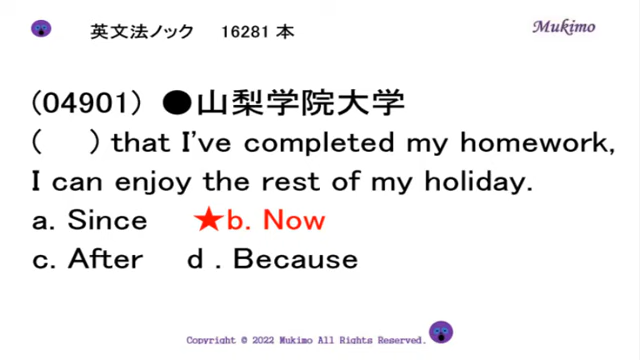 英文法ノック 16281 本 Mukimo
(04901) ●山梨学院大学
( ) that I've completed my homework,
I can enjoy the rest of my holiday.
a. Since ★b. Now
c. After d . Because
Copyright © 2022 Mukimo All Rights Reserved.